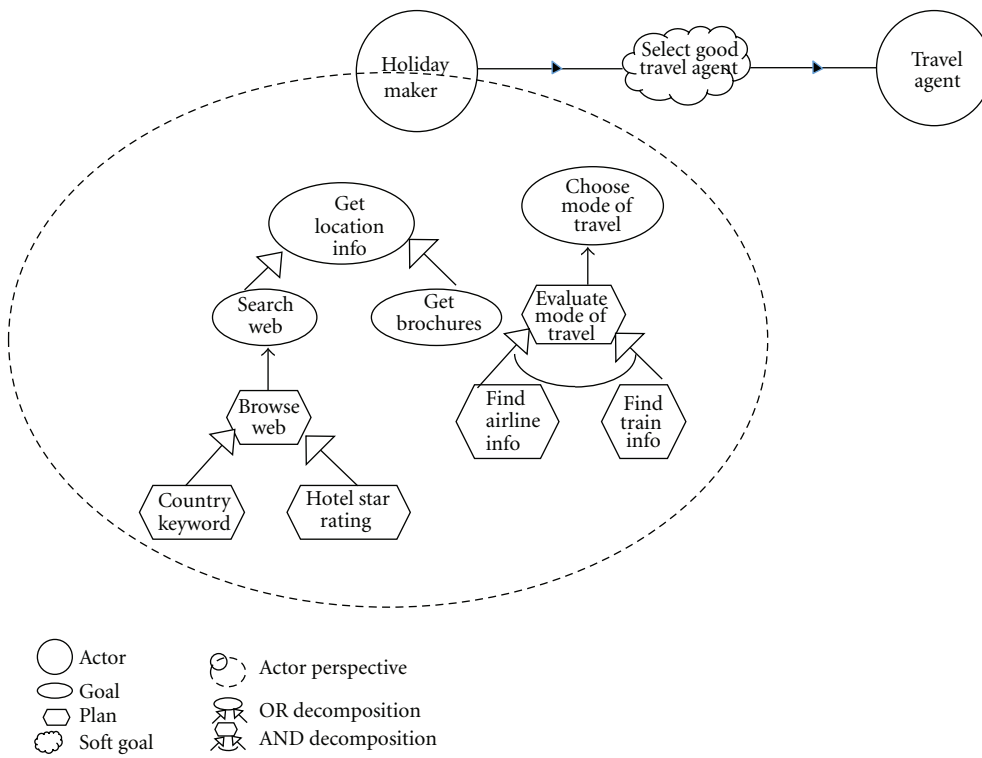 Holiday
maker
Select good
travel agent
Travel
agent
Get
location
info
Choose
mode of
travel
Search
web
Get
brochures
Evaluate
mode of
travel
Browse
web
Find
airline
info
Find
train
info
Country
keyword
Hotel star
rating
Actor
Goal
Plan
Soft goal
Actor perspective
OR decomposition
AND decomposition